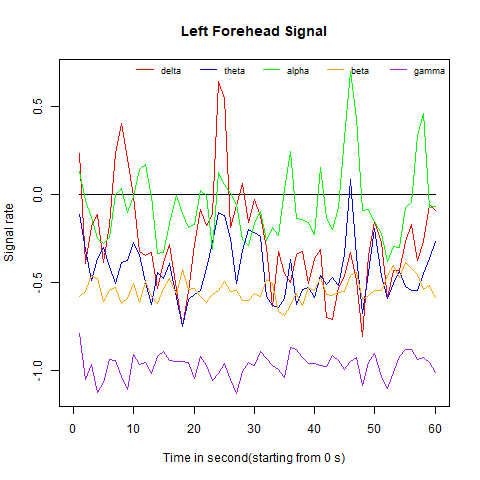 Left Forehead Signal
delta theta alpha beta gamma
0.5
0.0
-0.5
-1.0
Signal rate
0 10 20 30 40 50 60
Time in second(starting from 0 s)